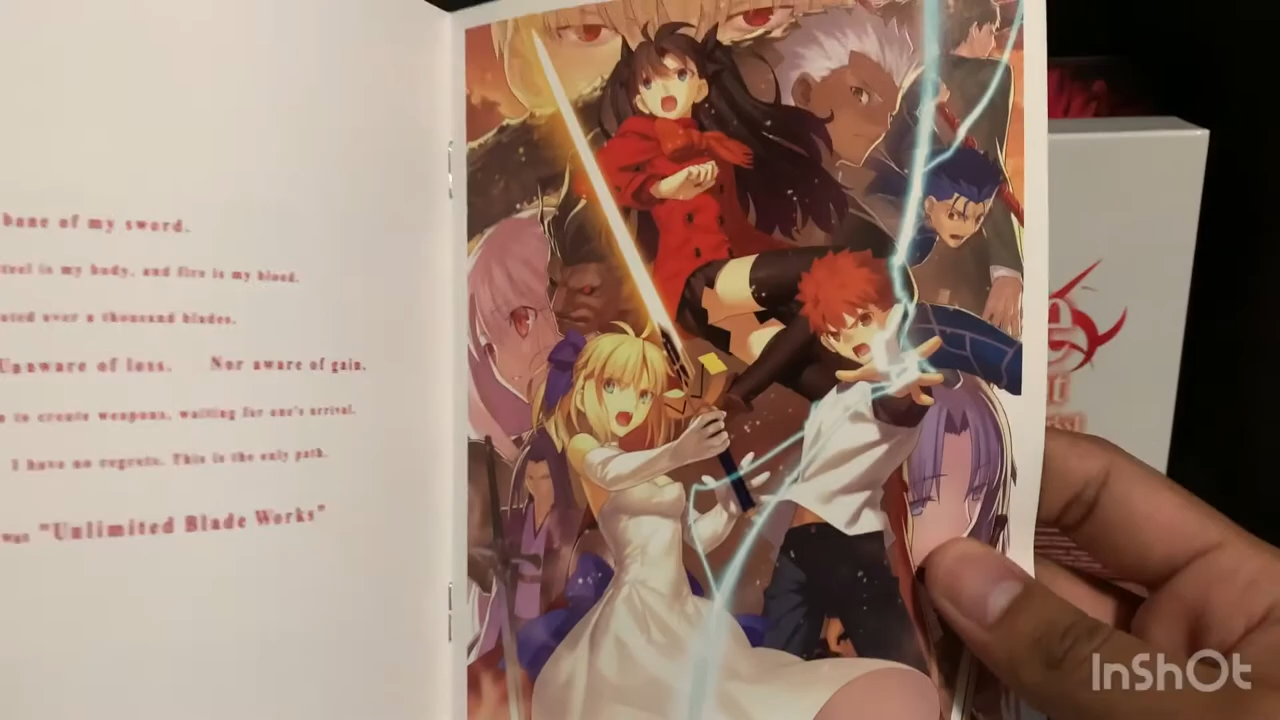 bone of my sword.
steel is my body, and fire is my blood.
ated over a thousand blades.
Unaware of loss. Nor aware of gain.
to create weapons, waiting for one's arrival.
I have no regrets. This is the only path.
was "Unlimited Blade Works"
InShOt